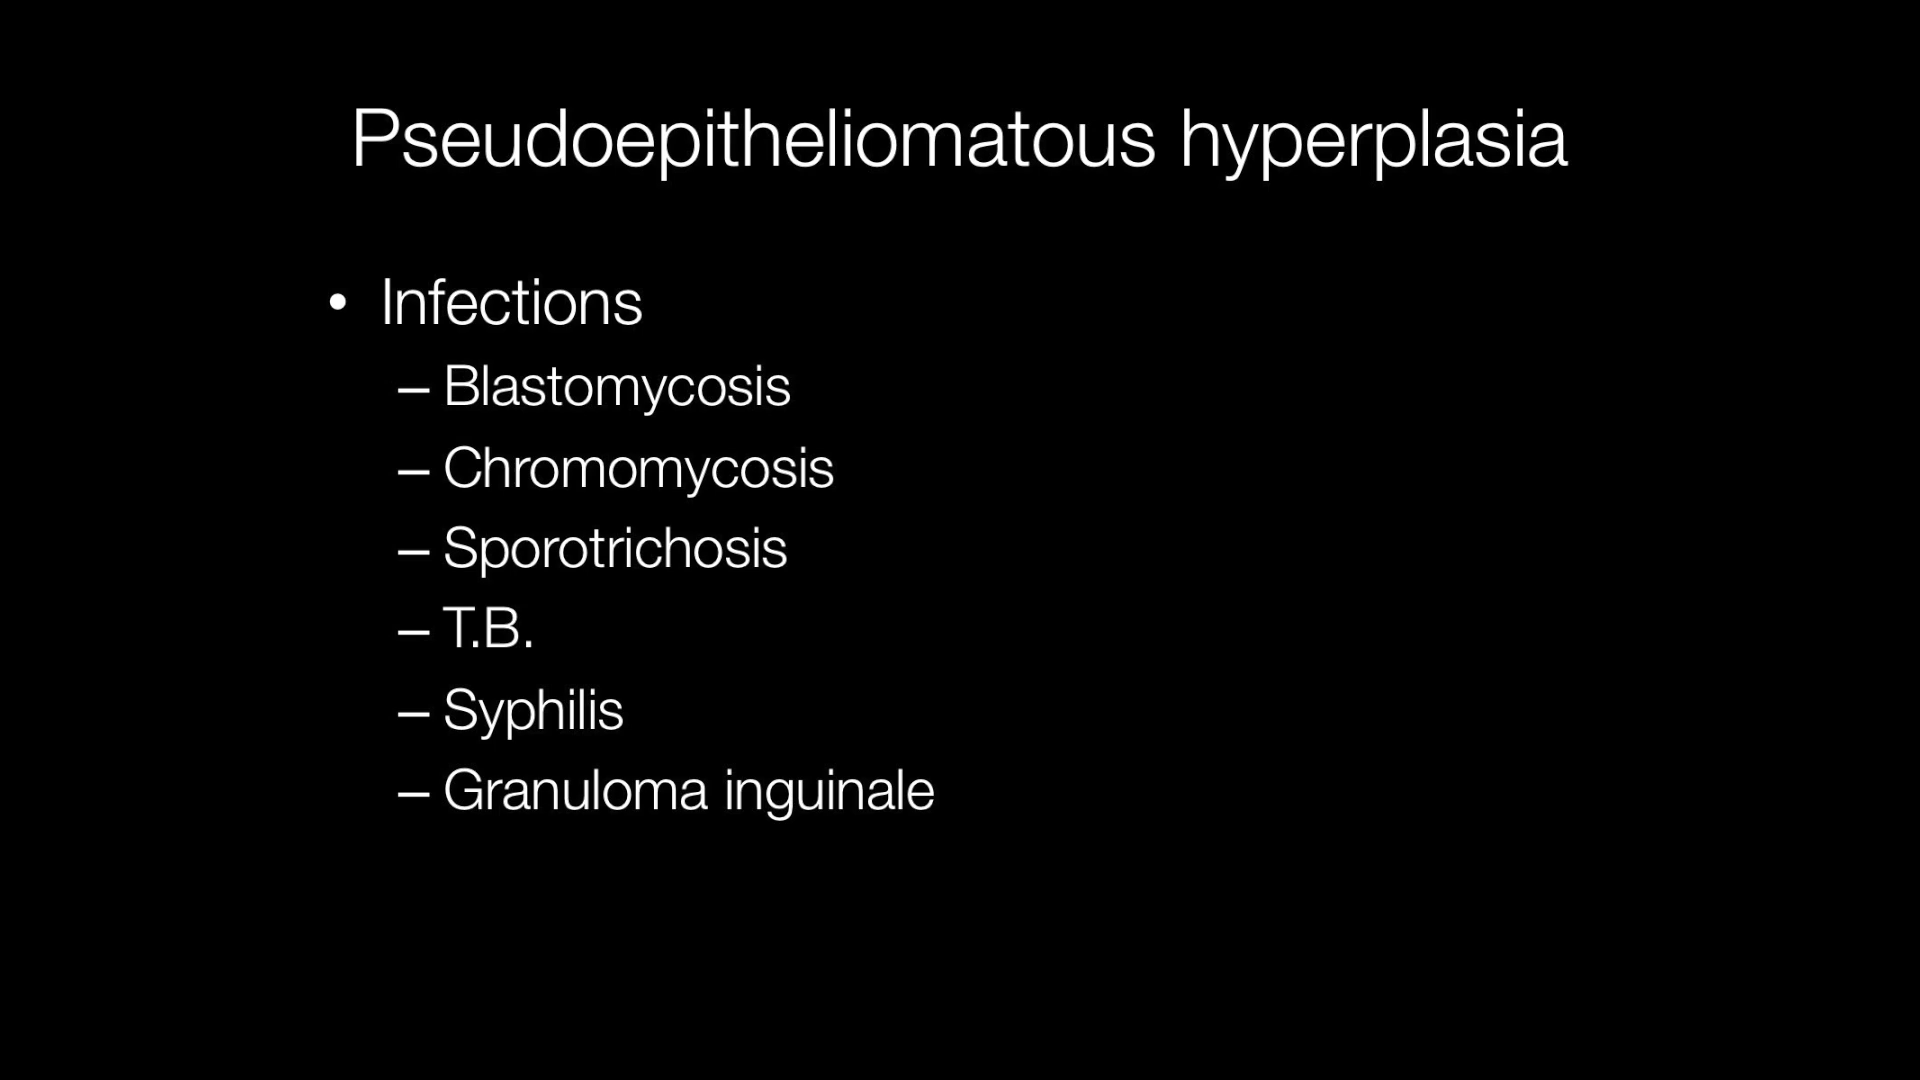 Pseudoepitheliomatous hyperplasia
• Infections
– Blastomycosis
– Chromomycosis
– Sporotrichosis
– T.B.
– Syphilis
– Granuloma inguinale